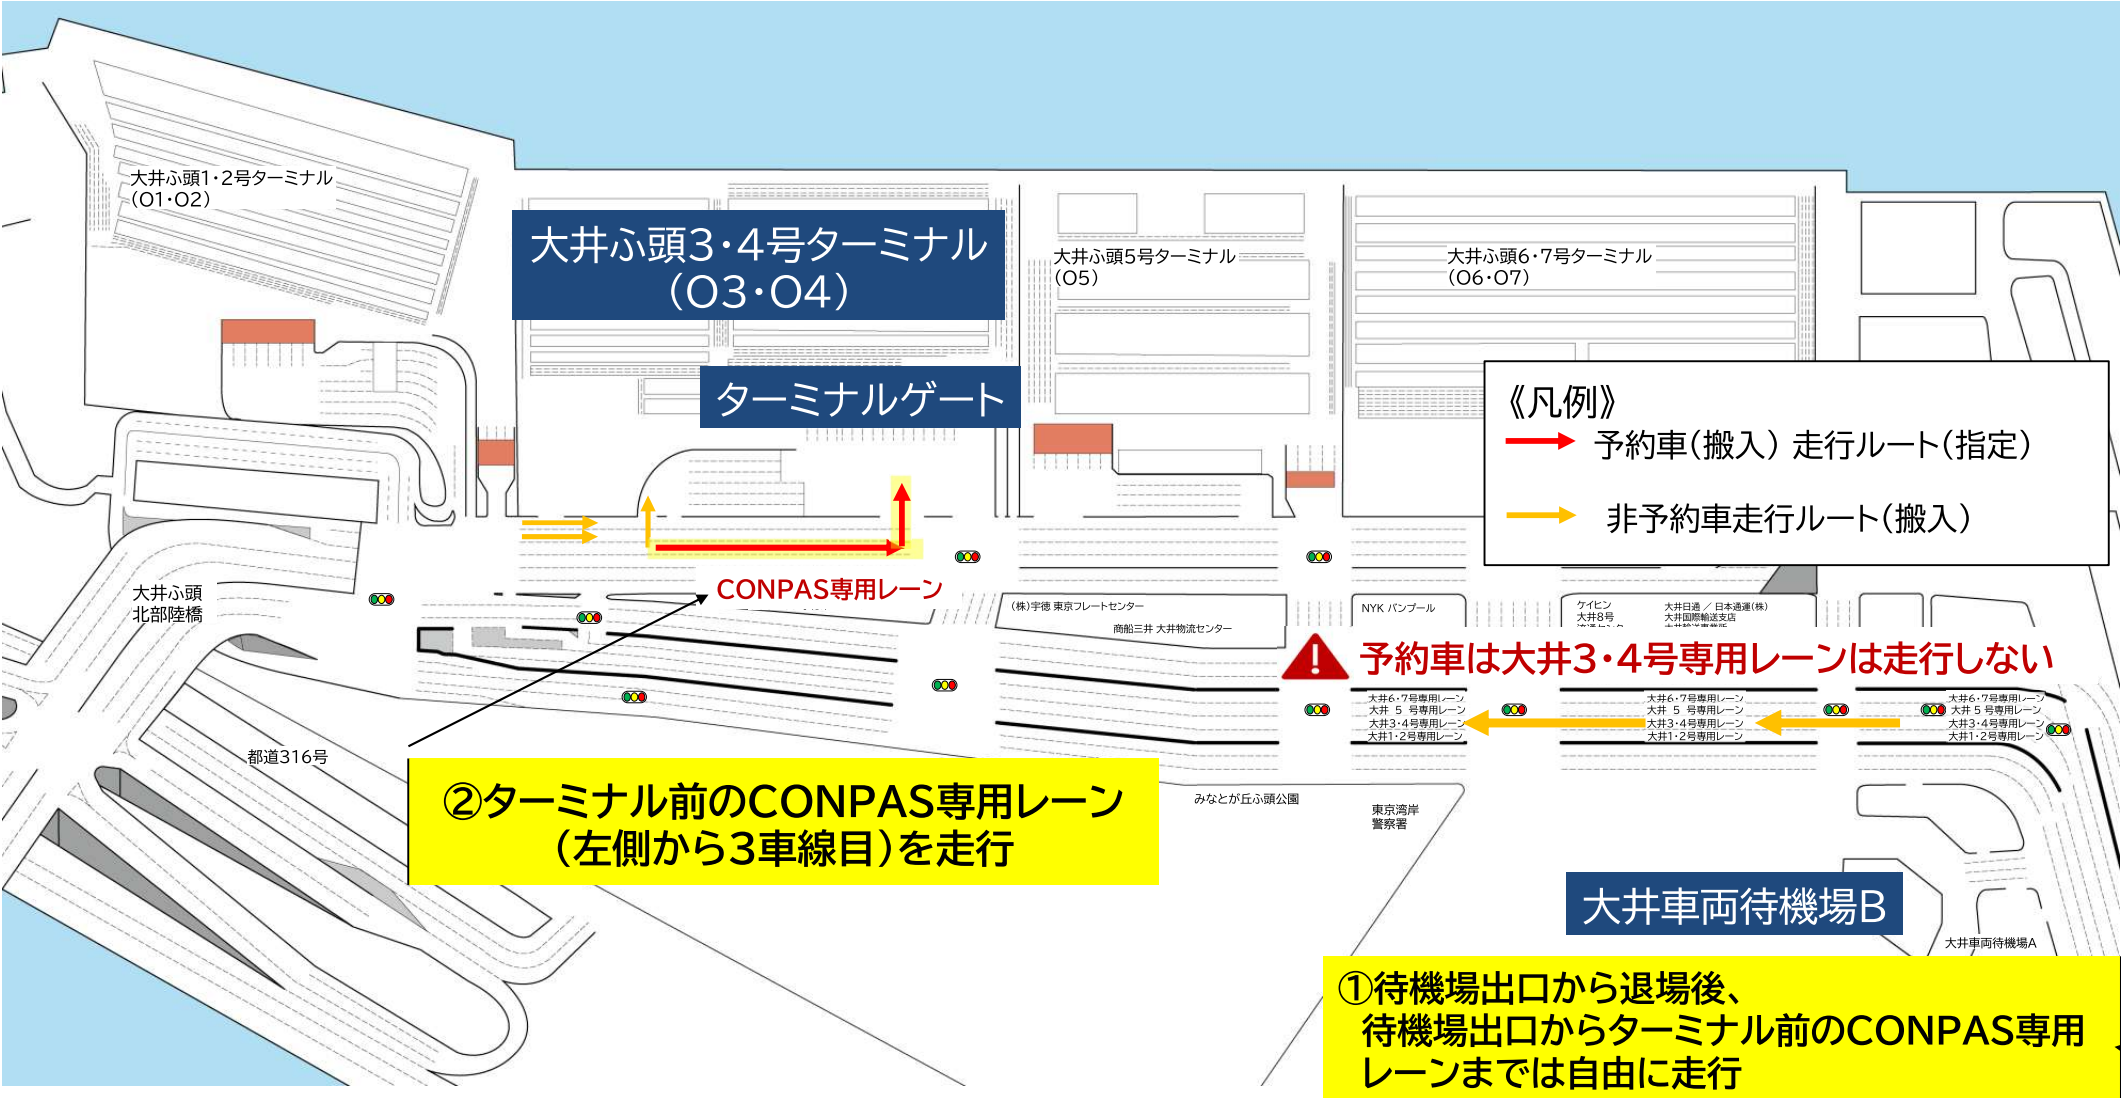 大井ふ頭1・2号ターミナル
(O1・O2)
大井ふ頭3・4号ターミナル
(O3・O4)
大井ふ頭5号ターミナル
(O5)
大井ふ頭6・7号ターミナル
(O6・O7)
ターミナルゲート
《凡例》
予約車(搬入) 走行ルート(指定)
非予約車走行ルート(搬入)
大井ふ頭
北部陸橋
CONPAS専用レーン
(株)宇徳 東京フレートセンター
商船三井 大井物流センター
NYK バンプール
ケイヒン
大井8号
大井日通 / 日本通運(株)
大井国際輸送支店
予約車は大井3・4号専用レーンは走行しない
大井6・7号専用レーン
大井 5 号専用レーン
大井3・4号専用レーン
大井1・2号専用レーン
大井6・7号専用レーン
大井 5 号専用レーン
大井3・4号専用レーン
大井1・2号専用レーン
大井6・7号専用レーン
大井 5 号専用レーン
大井3・4号専用レーン
大井1・2号専用レーン
都道316号
②ターミナル前のCONPAS専用レーン
(左側から3車線目)を走行
みなとが丘ふ頭公園
東京湾岸
警察署
大井車両待機場B
大井車両待機場A
①待機場出口から退場後、
待機場出口からターミナル前のCONPAS専用
レーンまでは自由に走行